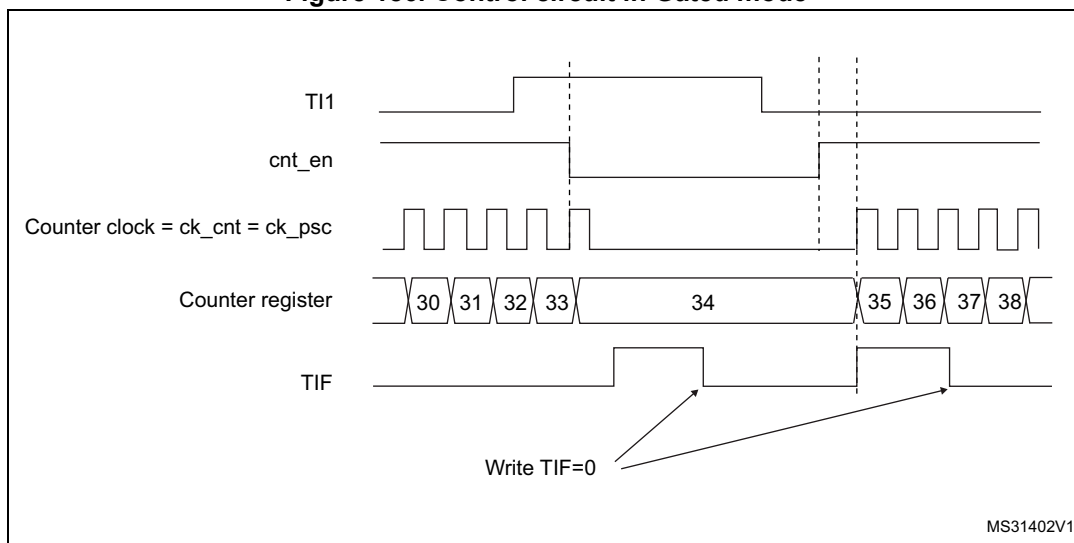 Figure Control circuit in Gated mode
TI1
cnt_en
Counter clock = ck_cnt = ck_psc
Counter register
30 31 32 33 34 35 36 37 38
TIF
Write TIF=0
MS31402V1